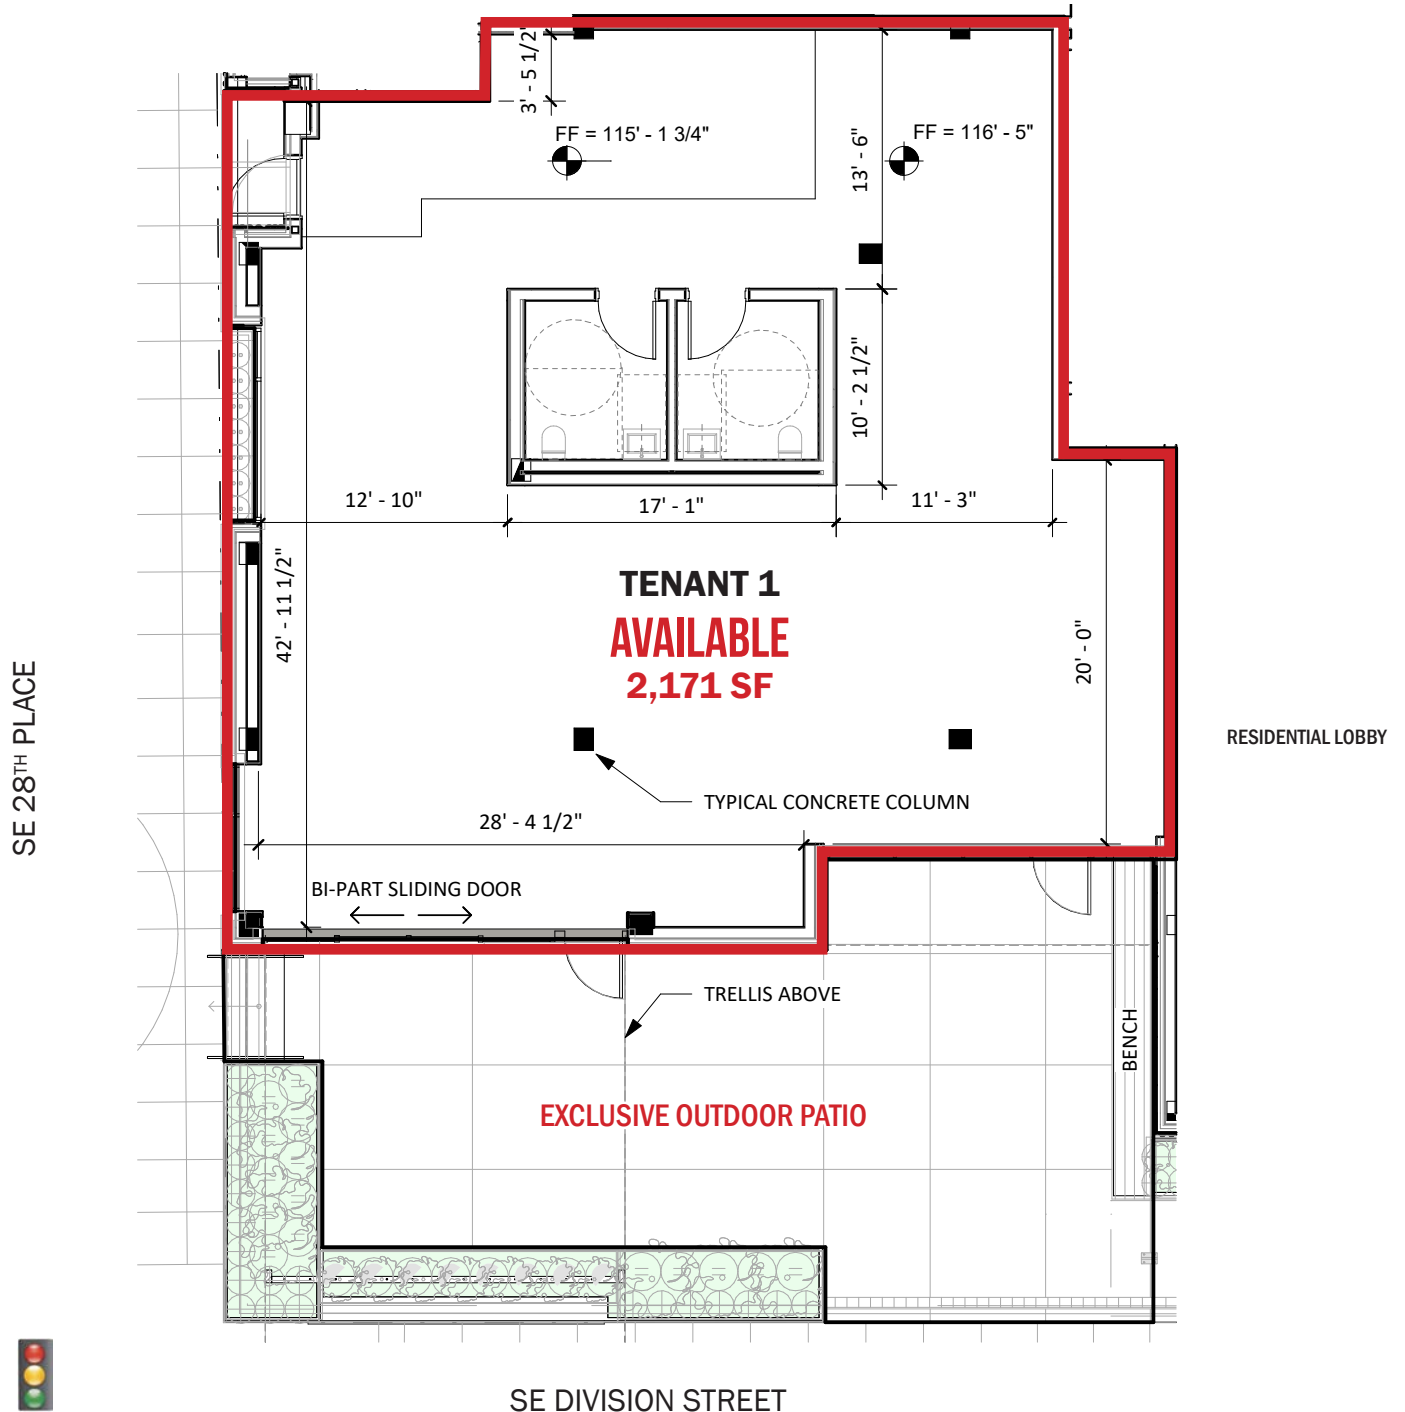 3' - 5 1/2"
FF = 115' - 1 3/4"
FF = 116' - 5"
13' - 6"
10' - 2 1/2"
12' - 10"
17' - 1"
11' - 3"
42' - 11 1/2"
TENANT 1
AVAILABLE
2,171 SF
20' - 0"
SE 28TH PLACE
RESIDENTIAL LOBBY
TYPICAL CONCRETE COLUMN
28' - 4 1/2"
BI-PART SLIDING DOOR
TRELLIS ABOVE
BENCH
EXCLUSIVE OUTDOOR PATIO
SE DIVISION STREET